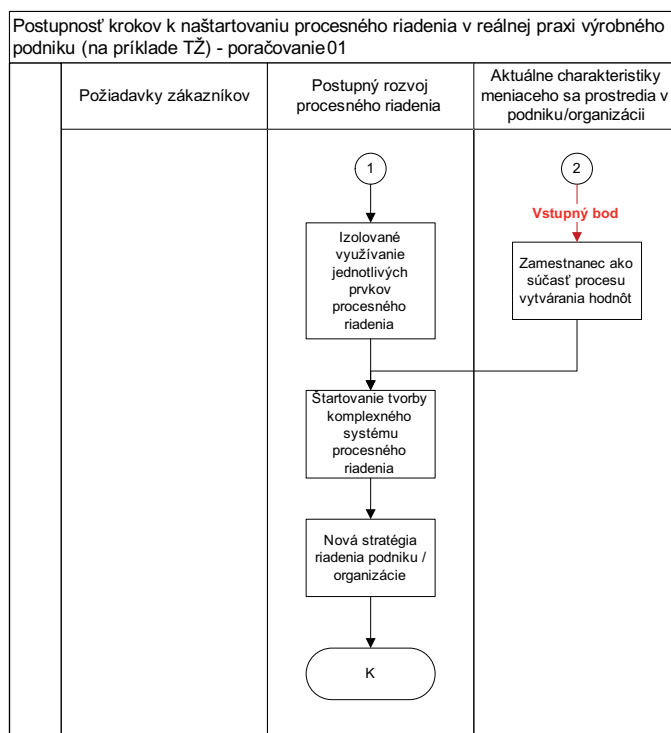 Postupnosť krokov k naštartovaniu procesného riadenia v reálnej praxi výrobného
podniku (na príklade TŽ) - poračovanie 01
Požiadavky zákazníkov
Postupný rozvoj
procesného riadenia
Aktuálne charakteristiky
meniaceho sa prostredia v
podniku/organizácii
1
2
Vstupný bod
Izolované
využívanie
jednotlivých
prvkov
procesného
riadenia
Zamestnanec ako
súčasť procesu
vytvárania hodnôt
Štartovanie tvorby
komplexného
systému
procesného
riadenia
Nová stratégia
riadenia podniku /
organizácie
K